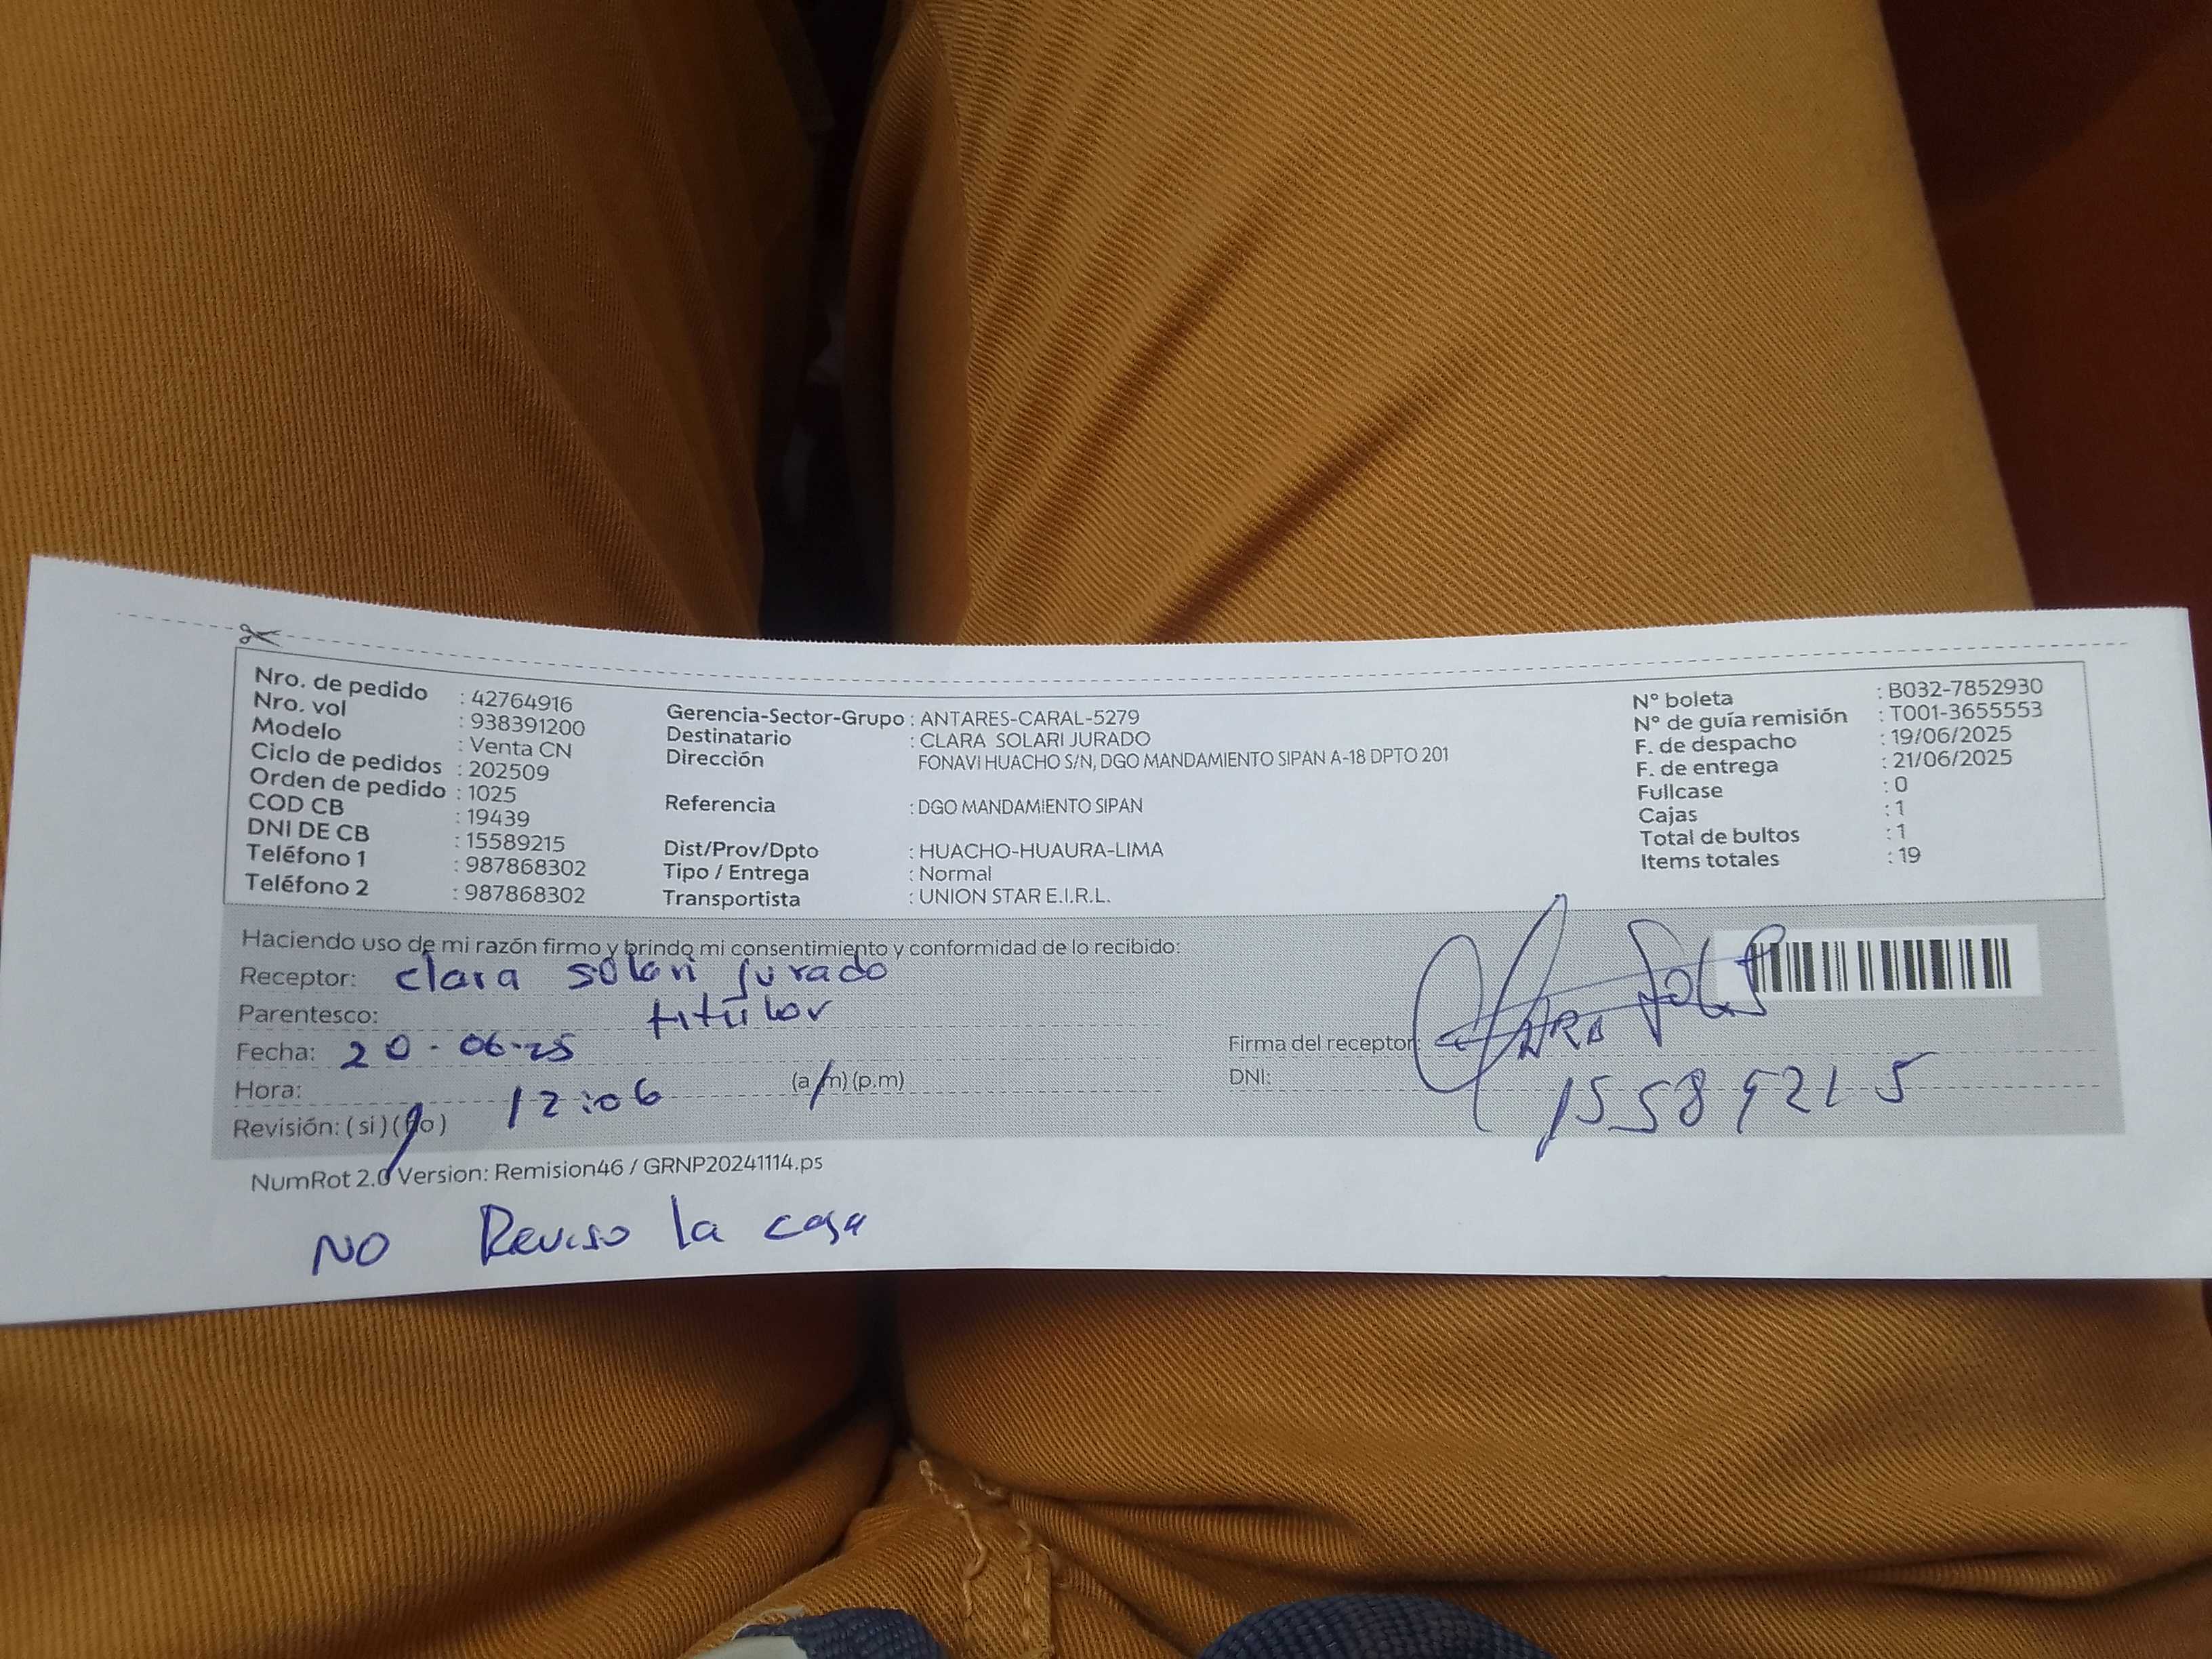 Nro. de pedido : 42764916
Nro. vol : 938391200
Modelo : Venta CN
Ciclo de pedidos : 202509
Orden de pedido : 1025
COD CB : 19439
DNI DE CB : 15589215
Teléfono 1 : 987868302
Teléfono 2 : 987868302
Gerencia-Sector-Grupo : ANTARES-CARAL-5279
Destinatario : CLARA SOLARI JURADO
Dirección FONAVI HUACHO S/N, DGO MANDAMIENTO SIPAN A-18 DPTO 201
Referencia : DGO MANDAMIENTO SIPAN
Dist/Prov/Dpto : HUACHO-HUAURA-LIMA
Tipo / Entrega : Normal
Transportista : UNION STAR E.I.R.L.
N° boleta : B032-7852930
N° de guía remisión : T001-3655553
F. de despacho : 19/06/2025
F. de entrega : 21/06/2025
Fullcase : 0
Cajas : 1
Total de bultos : 1
Items totales : 19
Haciendo uso de mi razón firmo y brindo mi consentimiento y conformidad de lo recibido:
Receptor: clara solari jurado
Parentesco: titular
Fecha: 20-06-25
Hora: 12:06 (a/m) (p.m)
Revisión: (si) (no)
Firma del receptor:
DNI: 15589215
NumRot 2.0 Version: Remision46 / GRNP20241114.ps
NO Reviso la caja